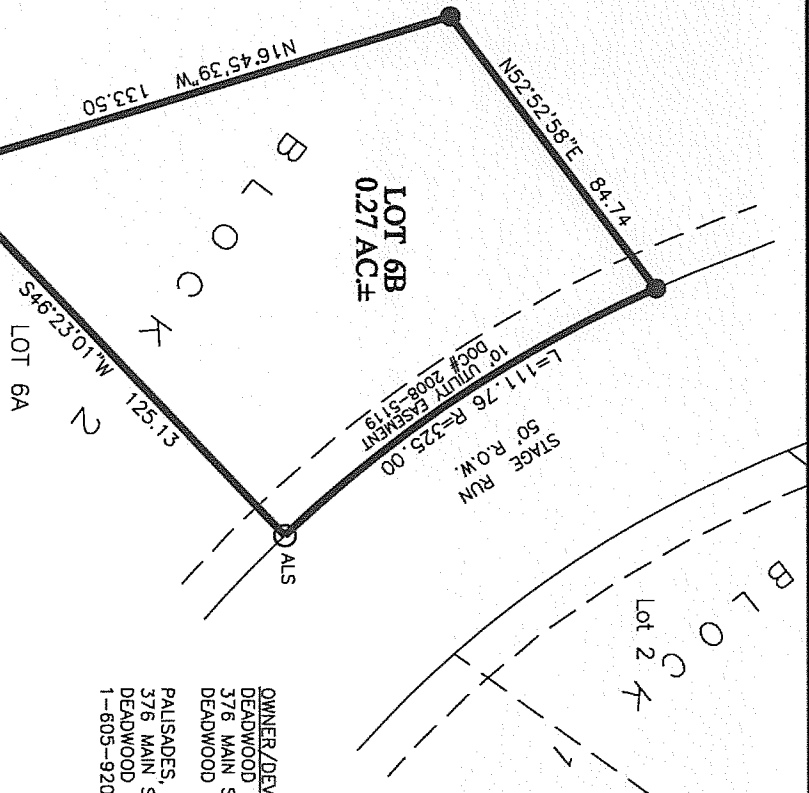 N16°45'39"W 133.50
N52°52'58"E 84.74
BLOCK
2
LOT 6B
0.27 AC.±
S46°23'01"W 125.13
LOT 6A
10' UTILITY EASEMENT
DOC# 2008-5119
L=111.76 R=325.00
STAGE RUN
50' R.O.W.
ALS
BLOCK
1
Lot 2
OWNER/DEV
DEADWOOD
376 MAIN S
DEADWOOD
PALISADES,
376 MAIN S
DEADWOOD
1-605-920